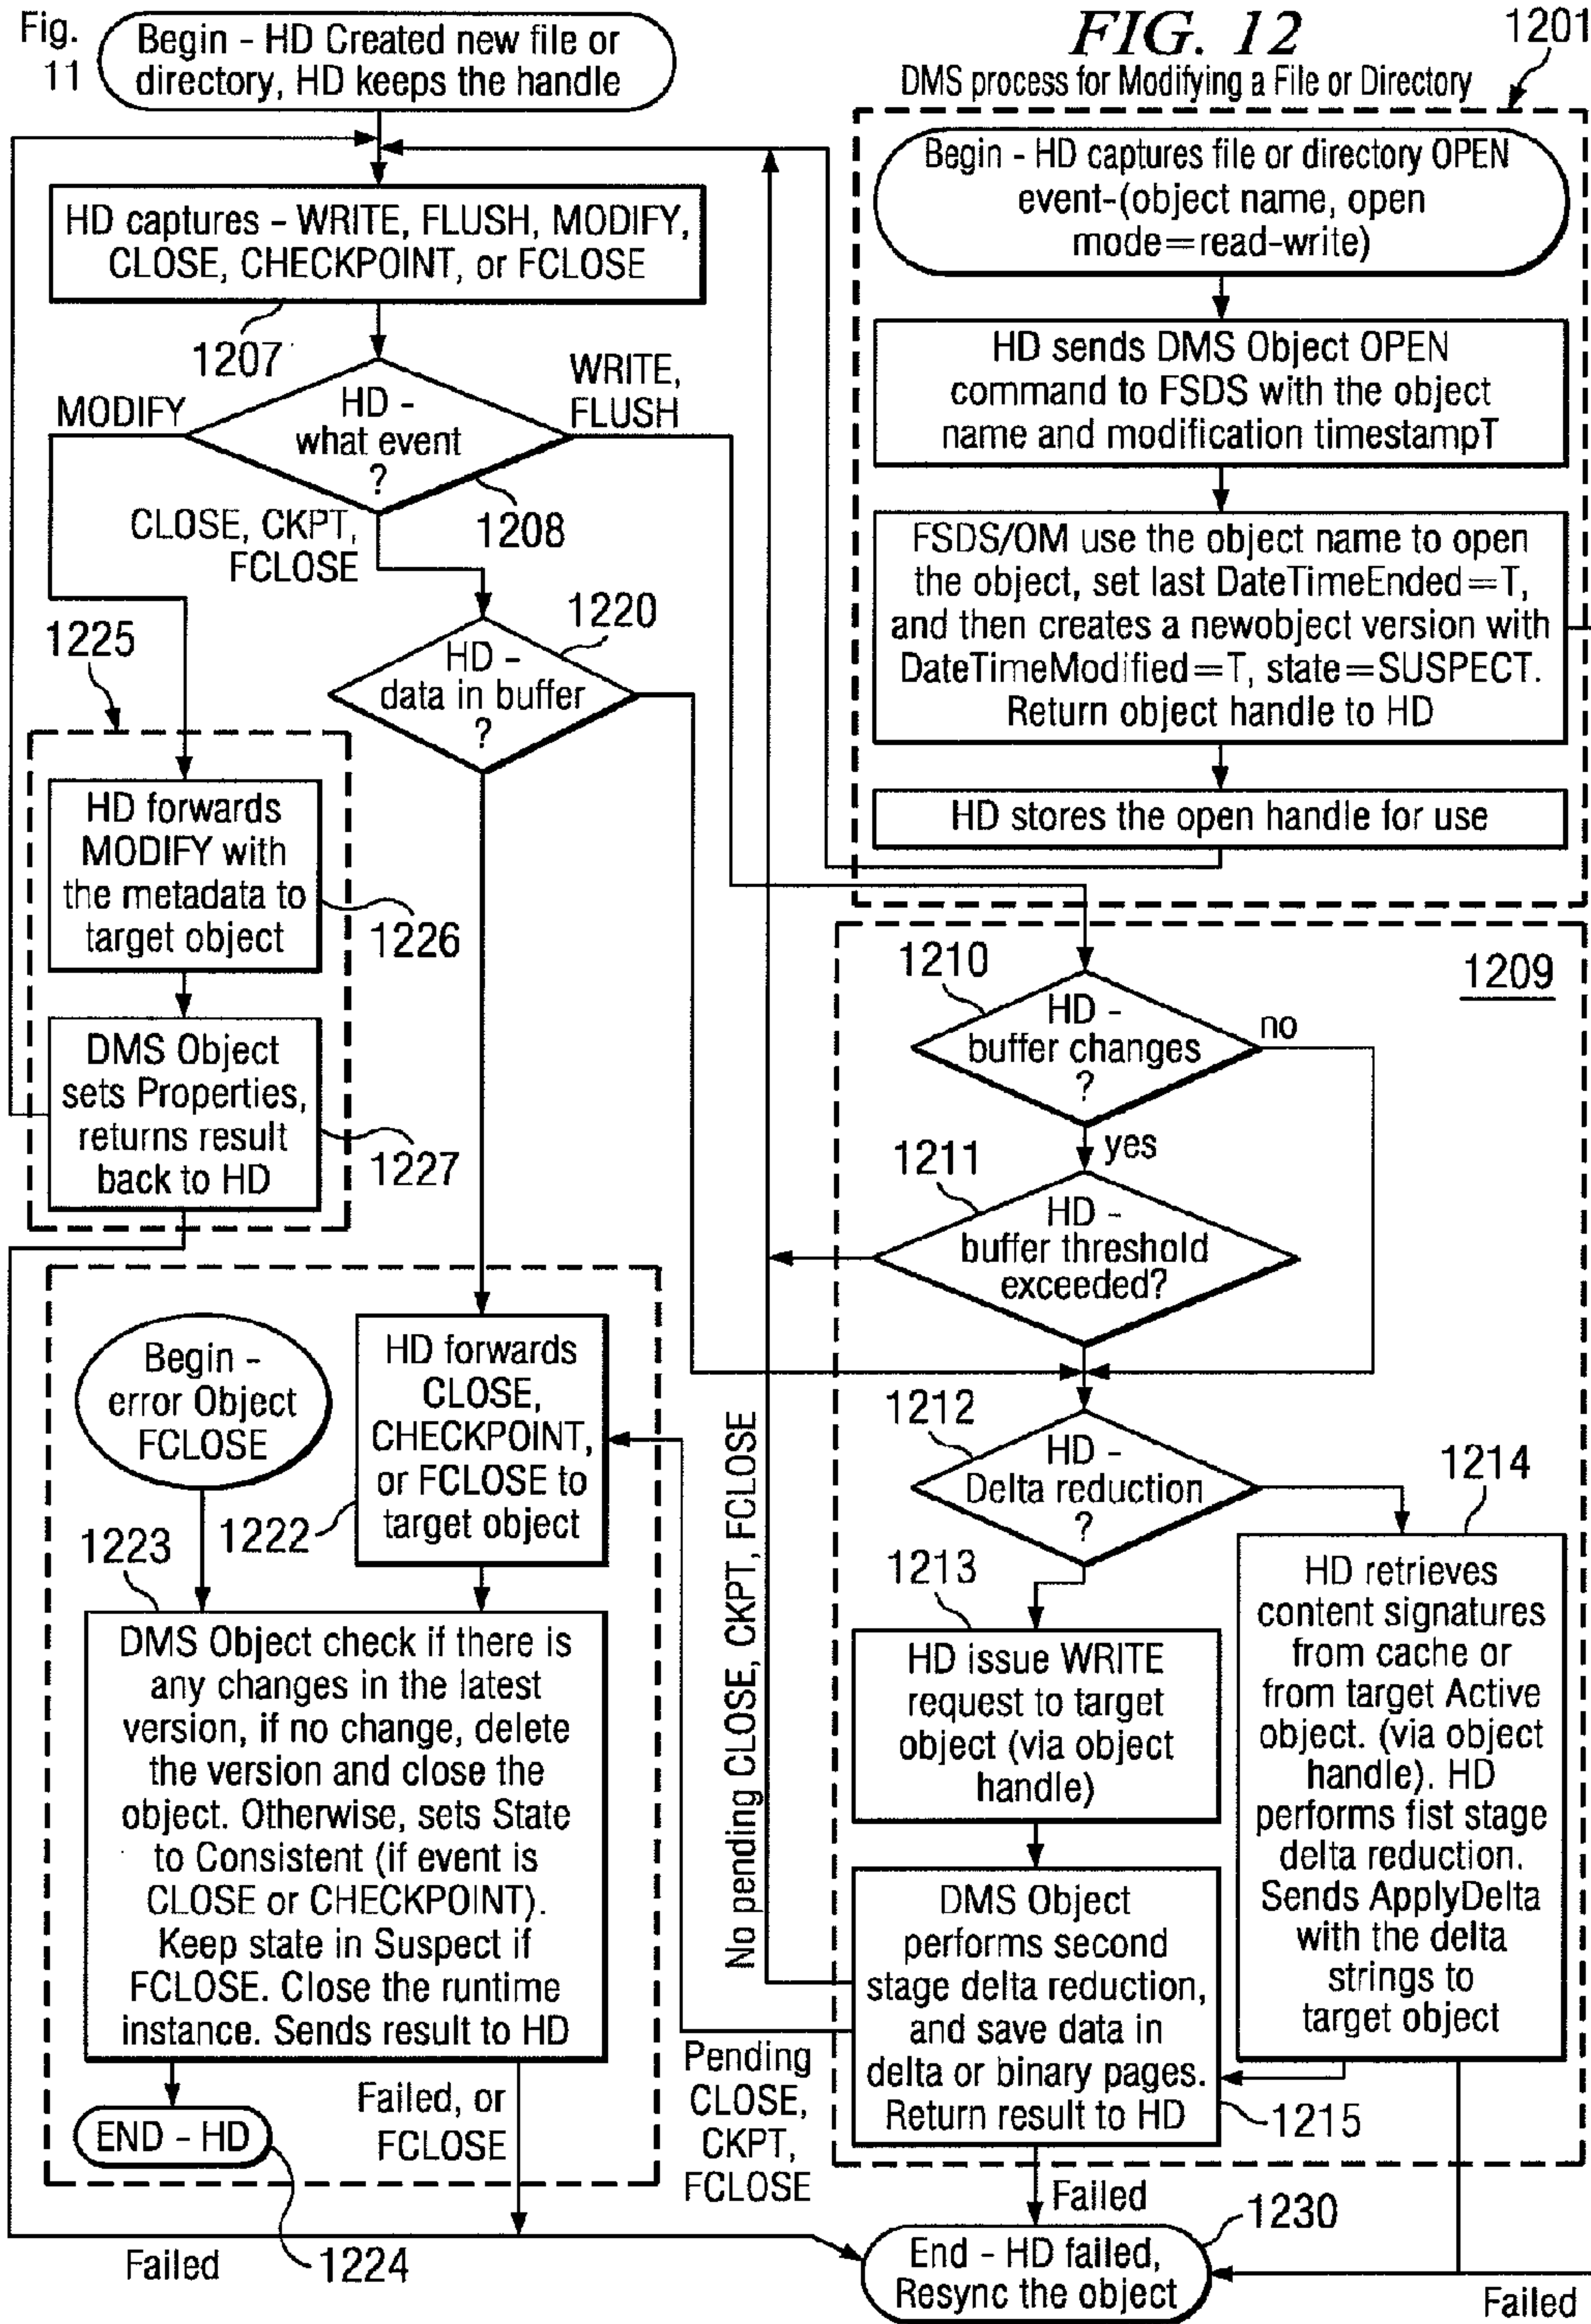 Fig.
11
Begin - HD Created new file or
directory, HD keeps the handle
FIG. 12
1201
DMS process for Modifying a File or Directory
Begin - HD captures file or directory OPEN
event-(object name, open
mode=read-write)
HD captures - WRITE, FLUSH, MODIFY,
CLOSE, CHECKPOINT, or FCLOSE
1207
HD sends DMS Object OPEN
command to FSDS with the object
name and modification timestampT
MODIFY
HD -
what event
?
WRITE,
FLUSH
1208
CLOSE, CKPT,
FCLOSE
FSDS/OM use the object name to open
the object, set last DateTimeEnded=T,
and then creates a newobject version with
DateTimeModified=T, state=SUSPECT.
Return object handle to HD
1220
1225
HD -
data in buffer
?
HD stores the open handle for use
HD forwards
MODIFY with
the metadata to
target object
1226
DMS Object
sets Properties,
returns result
back to HD
1227
1209
1210
HD -
buffer changes
?
no
yes
1211
HD -
buffer threshold
exceeded?
Begin -
error Object
FCLOSE
HD forwards
CLOSE,
CHECKPOINT,
or FCLOSE to
target object
1222
1223
DMS Object check if there is
any changes in the latest
version, if no change, delete
the version and close the
object. Otherwise, sets State
to Consistent (if event is
CLOSE or CHECKPOINT).
Keep state in Suspect if
FCLOSE. Close the runtime
instance. Sends result to HD
END - HD
1224
Failed, or
FCLOSE
Failed
No pending CLOSE, CKPT, FCLOSE
Pending
CLOSE,
CKPT,
FCLOSE
1212
HD -
Delta reduction
?
1213
HD issue WRITE
request to target
object (via object
handle)
1214
HD retrieves
content signatures
from cache or
from target Active
object. (via object
handle). HD
performs fist stage
delta reduction.
Sends ApplyDelta
with the delta
strings to
target object
DMS Object
performs second
stage delta reduction,
and save data in
delta or binary pages.
Return result to HD
1215
Failed
1230
End - HD failed,
Resync the object
Failed